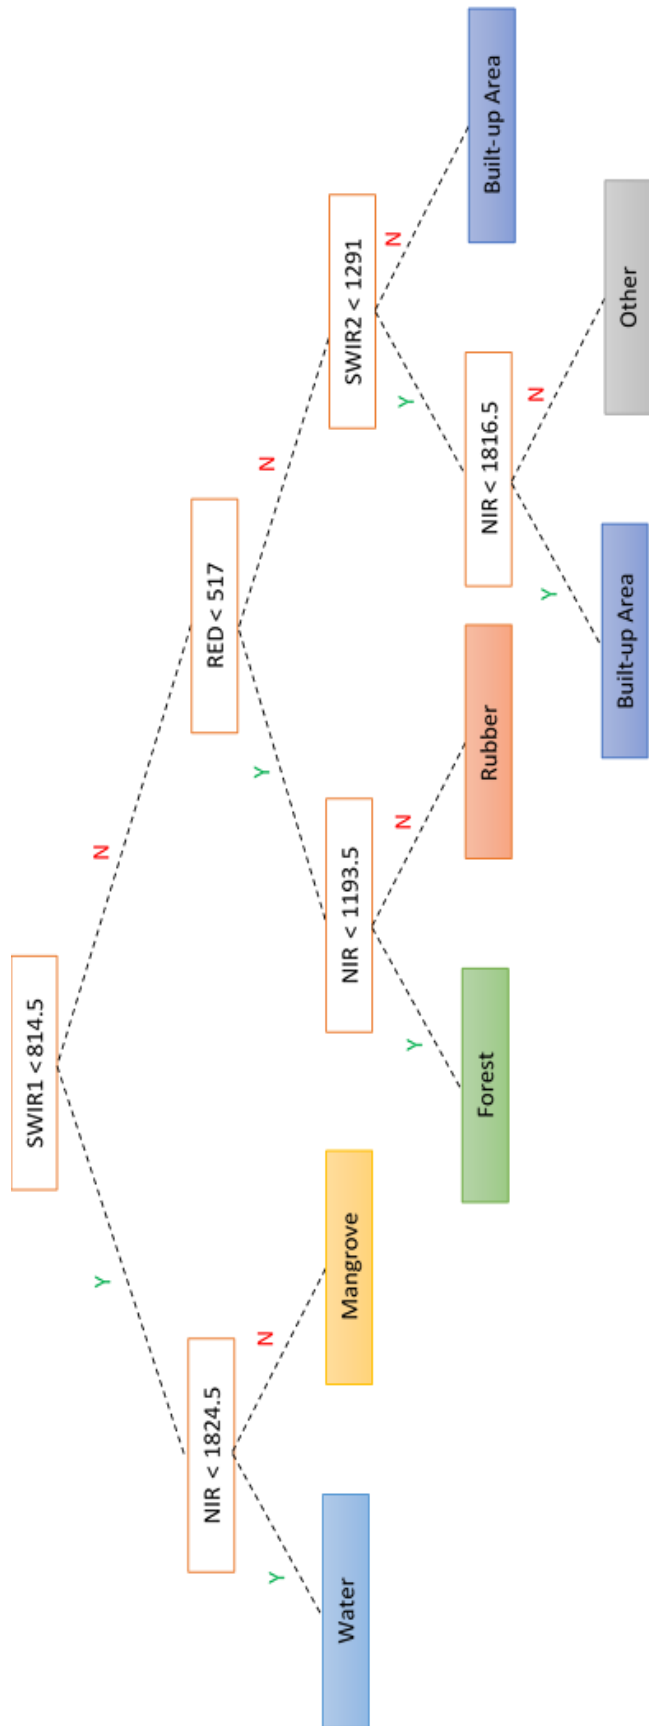 SWIR1 < 814.5
Y
N
NIR < 1824.5
RED < 517
Y
N
Y
N
Water
Mangrove
NIR < 1193.5
SWIR2 < 1291
Y
N
Y
N
Forest
Rubber
NIR < 1816.5
Built-up Area
Y
N
Built-up Area
Other